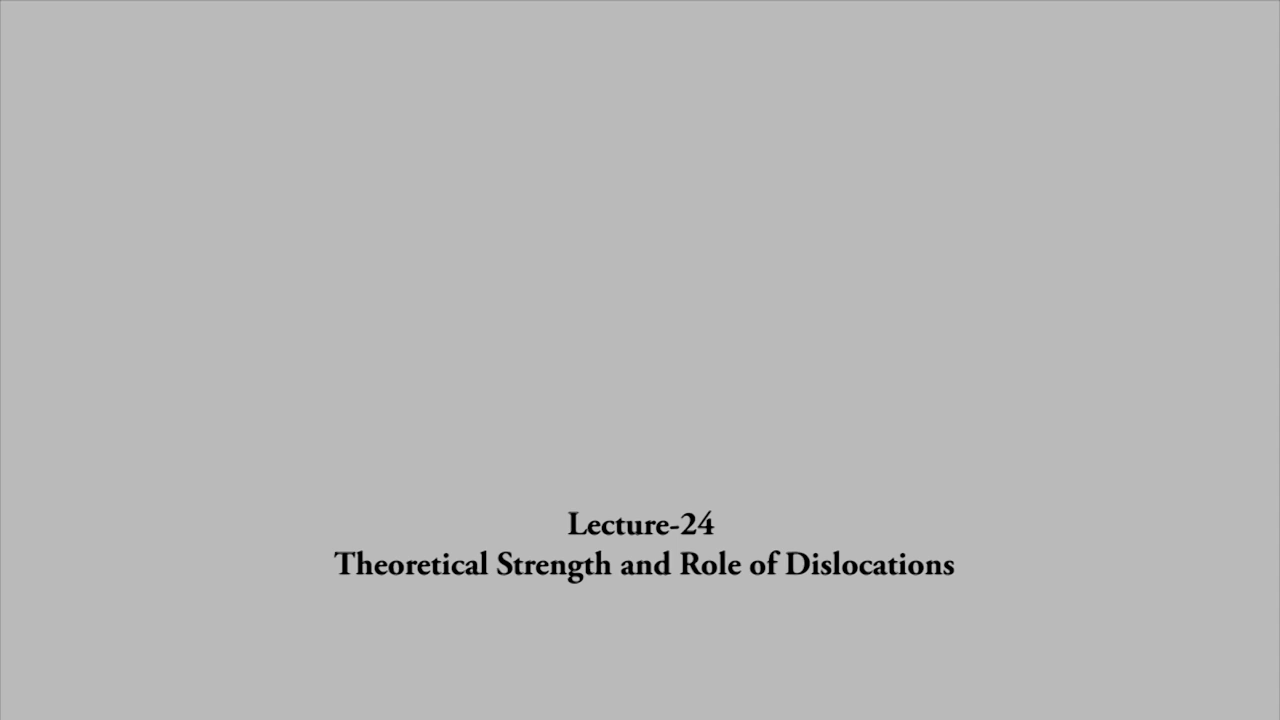 Lecture-24
Theoretical Strength and Role of Dislocations